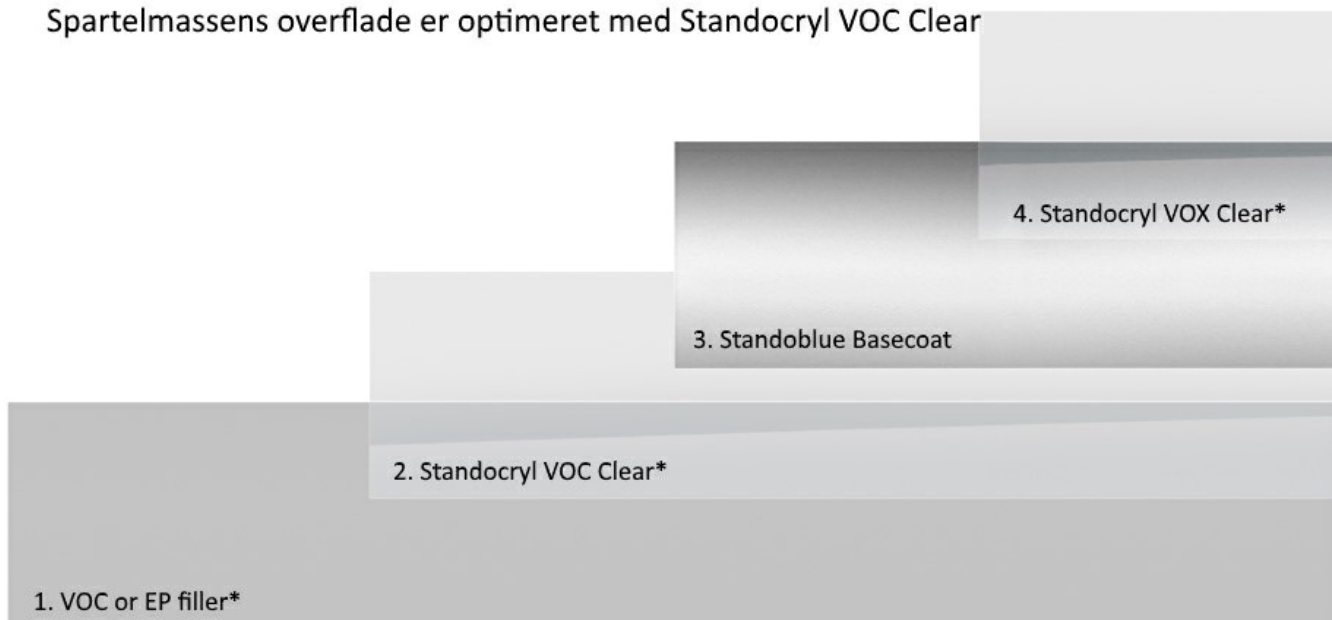 Spartelmassens overflade er optimeret med Standocryl VOC Clear
4. Standocryl VOX Clear*
3. Standoblue Basecoat
2. Standocryl VOC Clear*
1. VOC or EP filler*